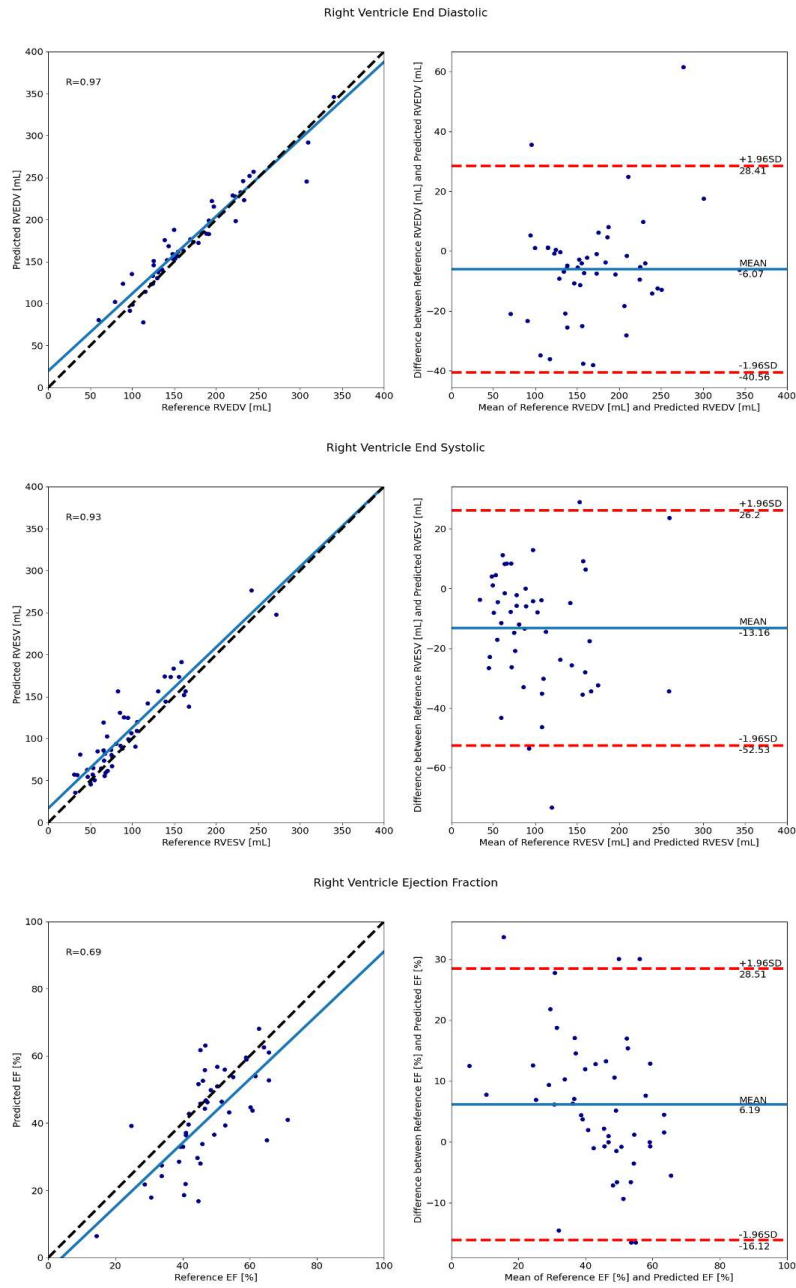 Right Ventricle End Diastolic
R=0.97
400
350
300
250
200
150
100
50
0
Predicted RVEDV [mL]
0 50 100 150 200 250 300 350 400
Reference RVEDV [mL]
60
40
20
0
−20
−40
Difference between Reference RVEDV [mL] and Predicted RVEDV [mL]
+1.96SD
28.41
MEAN
-6.07
-1.96SD
-40.56
0 50 100 150 200 250 300 350 400
Mean of Reference RVEDV [mL] and Predicted RVEDV [mL]
Right Ventricle End Systolic
R=0.93
400
350
300
250
200
150
100
50
0
Predicted RVESV [mL]
0 50 100 150 200 250 300 350 400
Reference RVESV [mL]
20
0
−20
−40
−60
Difference between Reference RVESV [mL] and Predicted RVESV [mL]
+1.96SD
26.2
MEAN
-13.16
-1.96SD
-52.53
0 50 100 150 200 250 300 350 400
Mean of Reference RVESV [mL] and Predicted RVESV [mL]
Right Ventricle Ejection Fraction
R=0.69
100
80
60
40
20
0
Predicted EF [%]
0 20 40 60 80 100
Reference EF [%]
30
20
10
0
−10
Difference between Reference EF [%] and Predicted EF [%]
+1.96SD
28.51
MEAN
6.19
-1.96SD
-16.12
0 20 40 60 80 100
Mean of Reference EF [%] and Predicted EF [%]